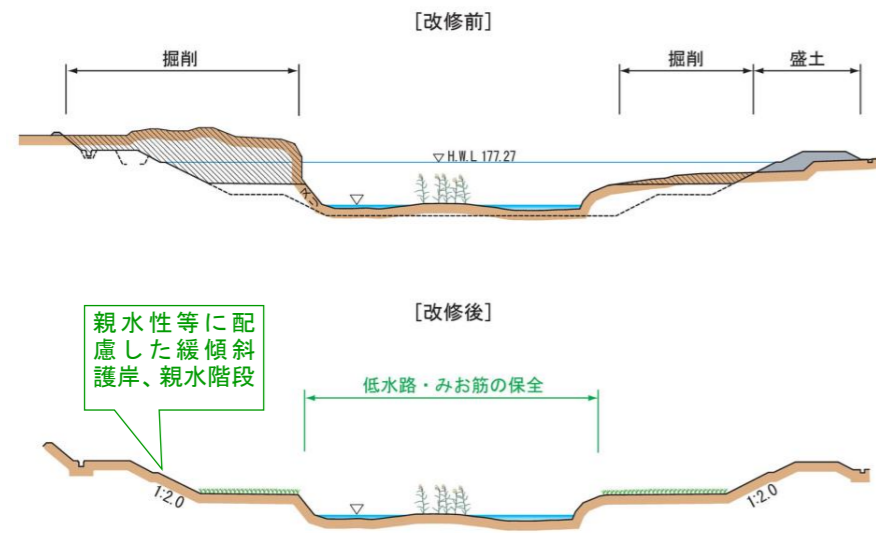 [改修前]
掘削
掘削
盛土
▽H.W.L 177.27
[改修後]
親水性等に配
慮した緩傾斜
護岸、親水階段
低水路・みお筋の保全
1:2.0
1:2.0